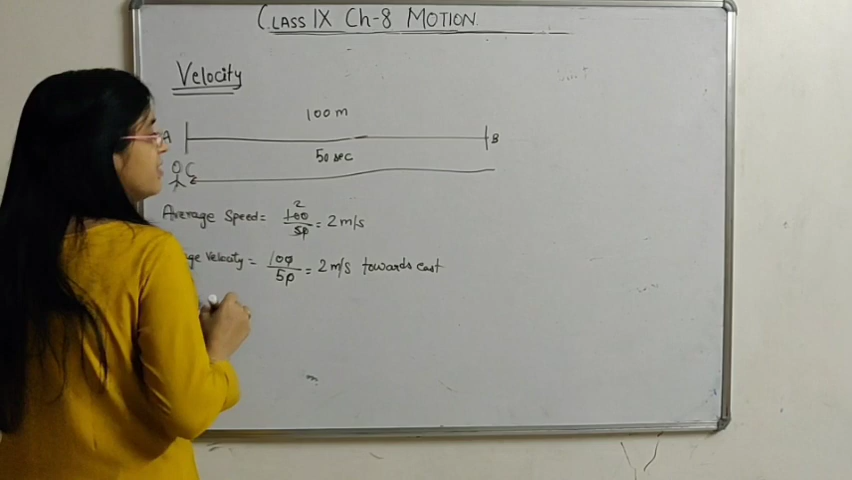 CLASS IX Ch-8 MOTION.
Velocity
100 m
A B
50 sec
Average Speed = 2 100/50 = 2 m/s
ge Velocity = 100/50 = 2 m/s towards east